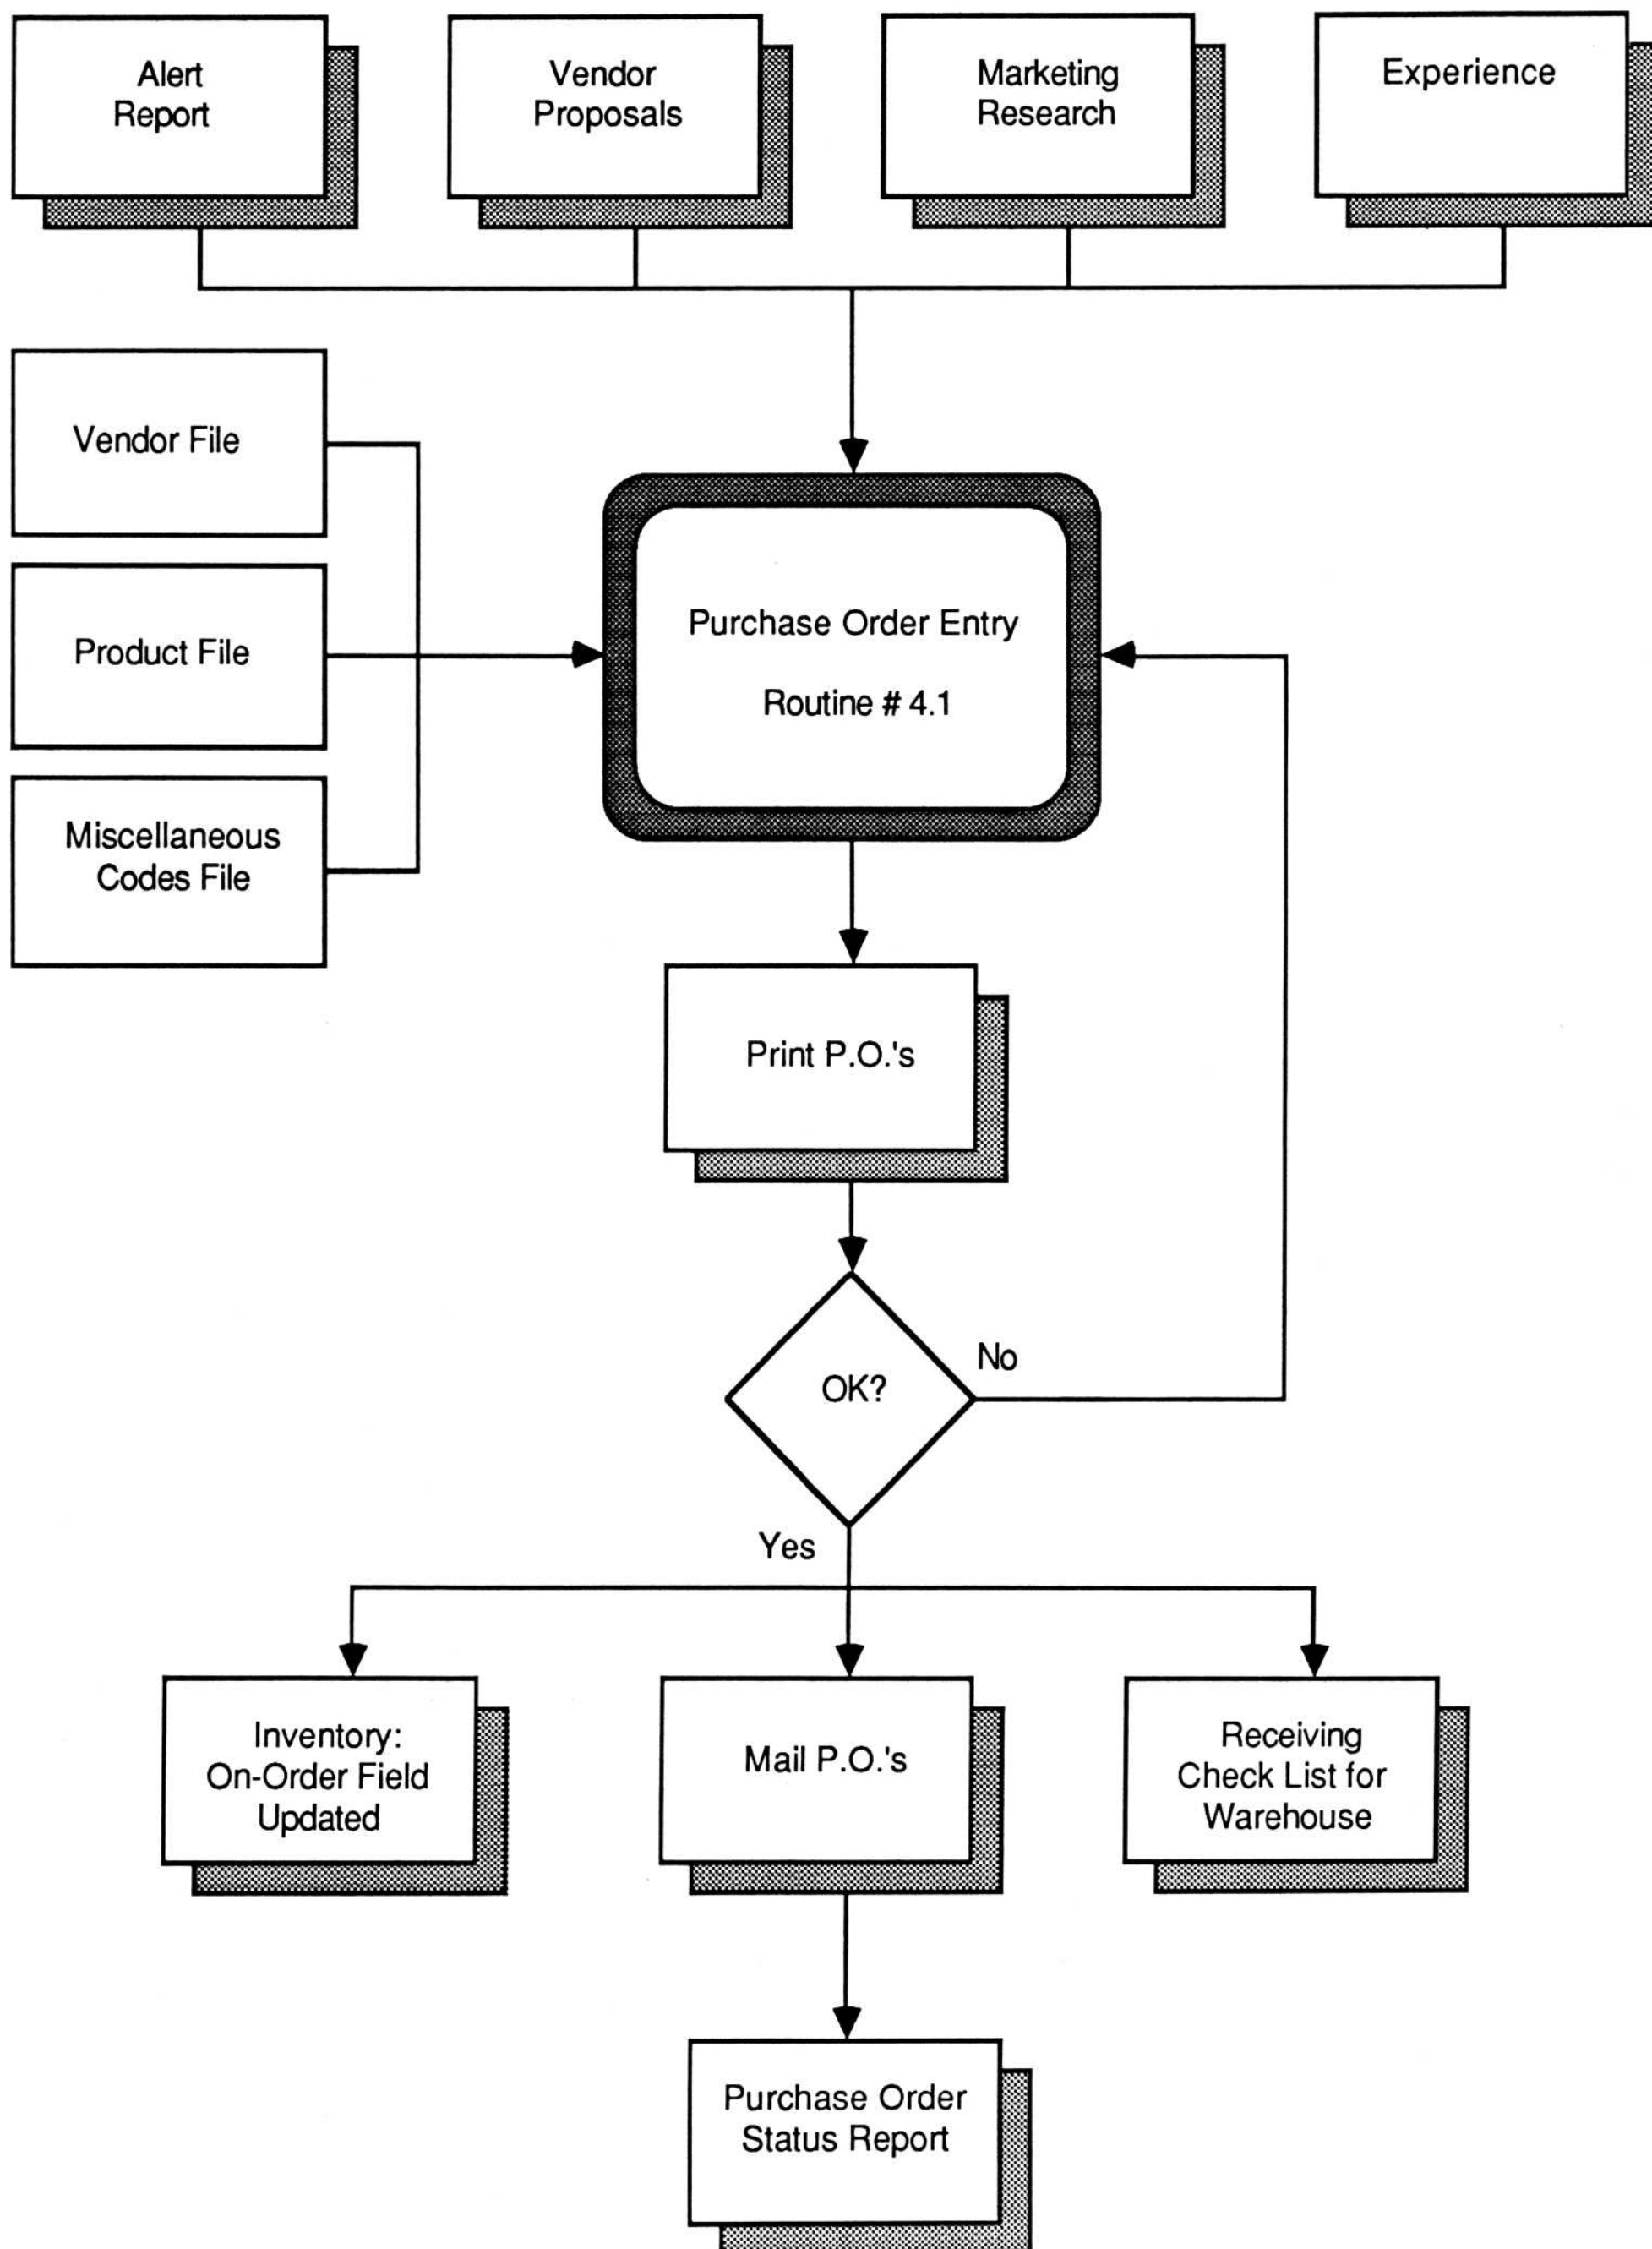 Alert
Report
Vendor
Proposals
Marketing
Research
Experience
Vendor File
Product File
Miscellaneous
Codes File
Purchase Order Entry
Routine # 4.1
Print P.O.'s
OK?
No
Yes
Inventory:
On-Order Field
Updated
Mail P.O.'s
Receiving
Check List for
Warehouse
Purchase Order
Status Report